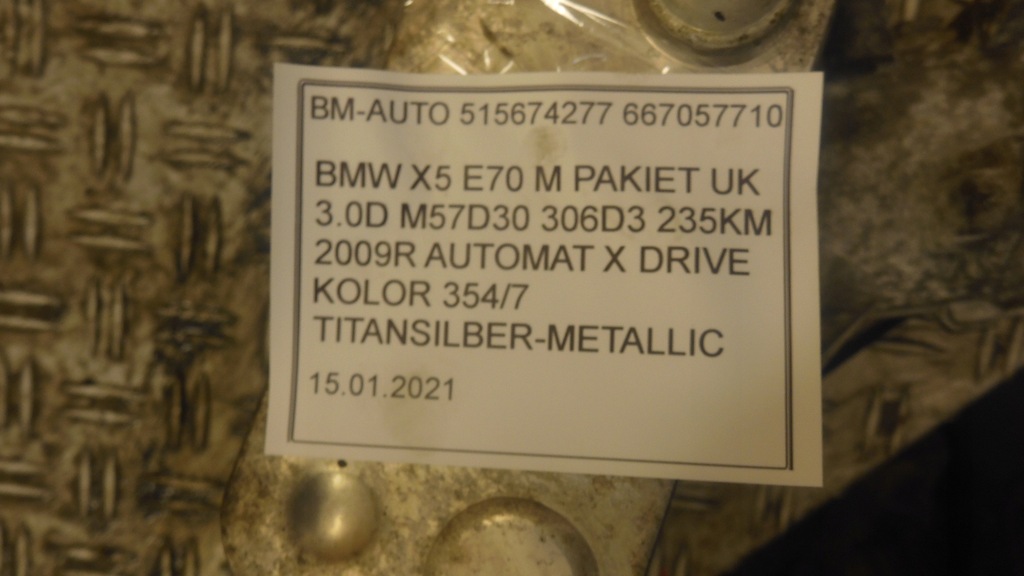 BM-AUTO 515674277 667057710
BMW X5 E70 M PAKIET UK
3.0D M57D30 306D3 235KM
2009R AUTOMAT X DRIVE
KOLOR 354/7
TITANSILBER-METALLIC
15.01.2021